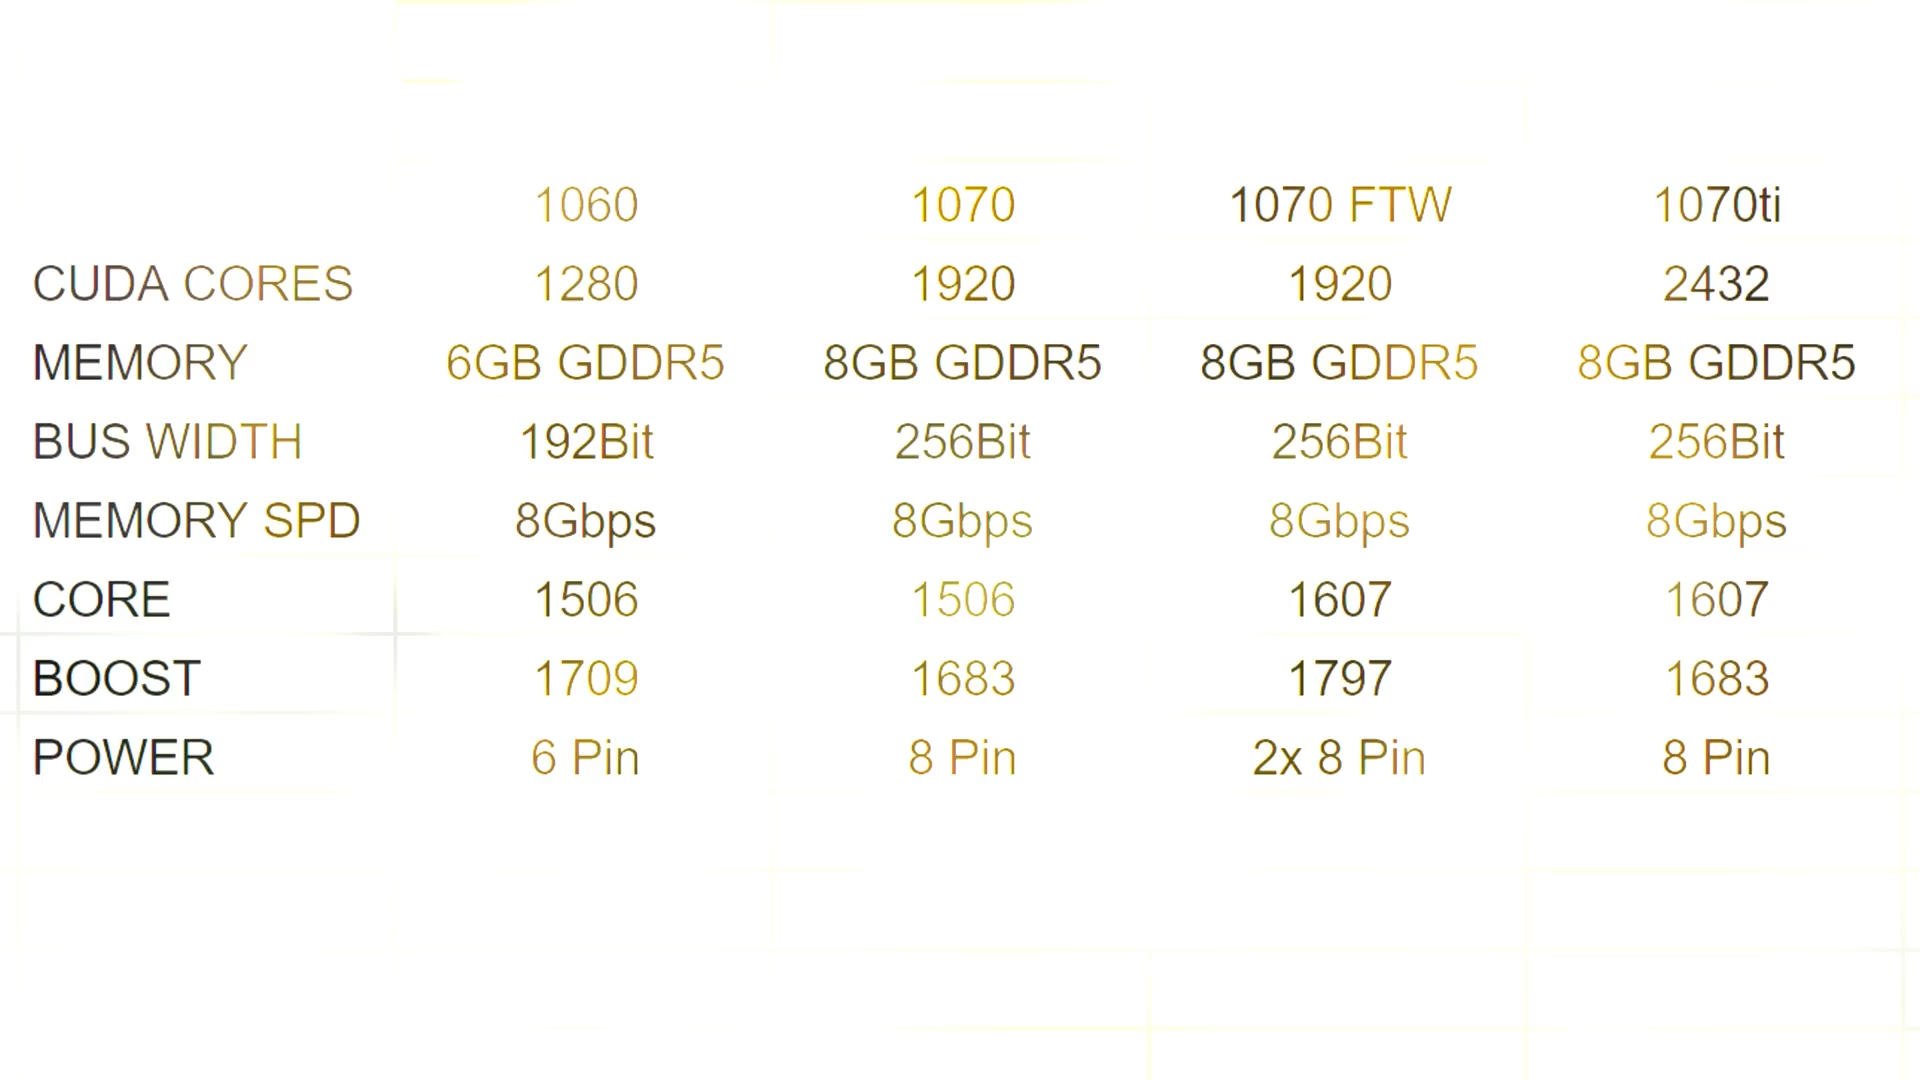 1060 1070 1070 FTW 1070ti
CUDA CORES 1280 1920 1920 2432
MEMORY 6GB GDDR5 8GB GDDR5 8GB GDDR5 8GB GDDR5
BUS WIDTH 192Bit 256Bit 256Bit 256Bit
MEMORY SPD 8Gbps 8Gbps 8Gbps 8Gbps
CORE 1506 1506 1607 1607
BOOST 1709 1683 1797 1683
POWER 6 Pin 8 Pin 2x 8 Pin 8 Pin